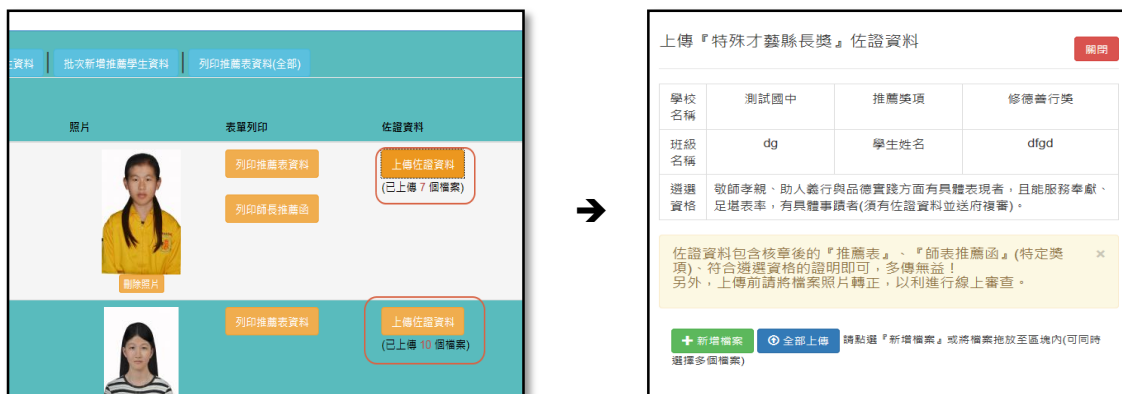 生資料 批次新增推薦學生資料 列印推薦表資料(全部)
照片 表單列印 佐證資料
列印推薦表資料 上傳佐證資料
(已上傳 7 個檔案)
列印師長推薦函
刪除照片
列印推薦表資料 上傳佐證資料
(已上傳 10 個檔案)
➔
上傳『特殊才藝縣長獎』佐證資料
關閉
學校名稱 測試國中 推薦獎項 修德善行獎
班級名稱 dg 學生姓名 dfgd
遴選資格 敬師孝親、助人義行與品德實踐方面有具體表現者，且能服務奉獻、
足堪表率，有具體事蹟者(須有佐證資料並送府複審)。
佐證資料包含核章後的『推薦表』、『師表推薦函』(特定獎 ×
項)、符合遴選資格的證明即可，多傳無益！
另外，上傳前請將檔案照片轉正，以利進行線上審查。
新增檔案 全部上傳 請點選『新增檔案』或將檔案拖放至區塊內(可同時
選擇多個檔案)